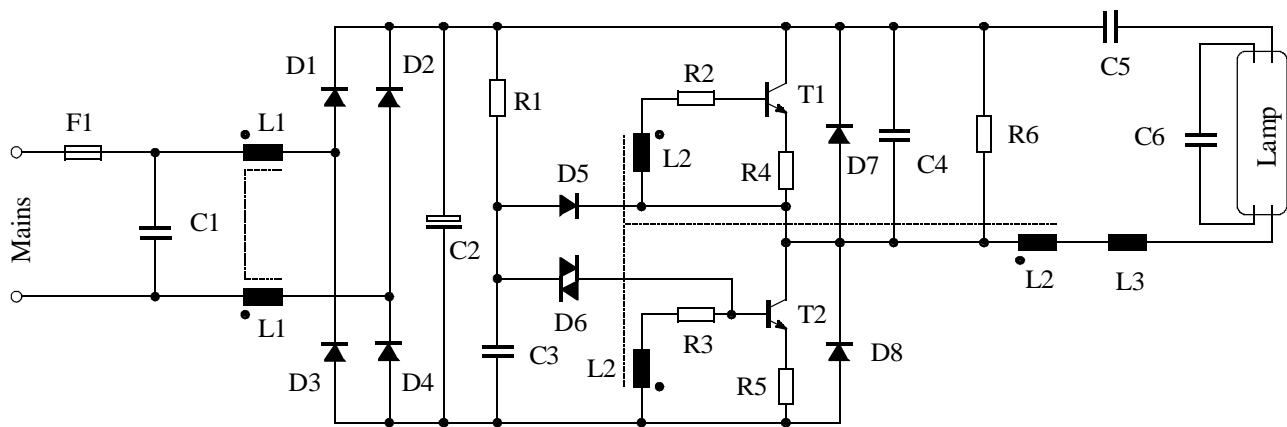 D1
D2
R2
C5
F1
L1
R1
T1
C6
Lamp
L2
R4
D7
C4
R6
D5
Mains
C1
C2
L2
L3
L1
D6
R3
T2
D3
D4
C3
L2
R5
D8